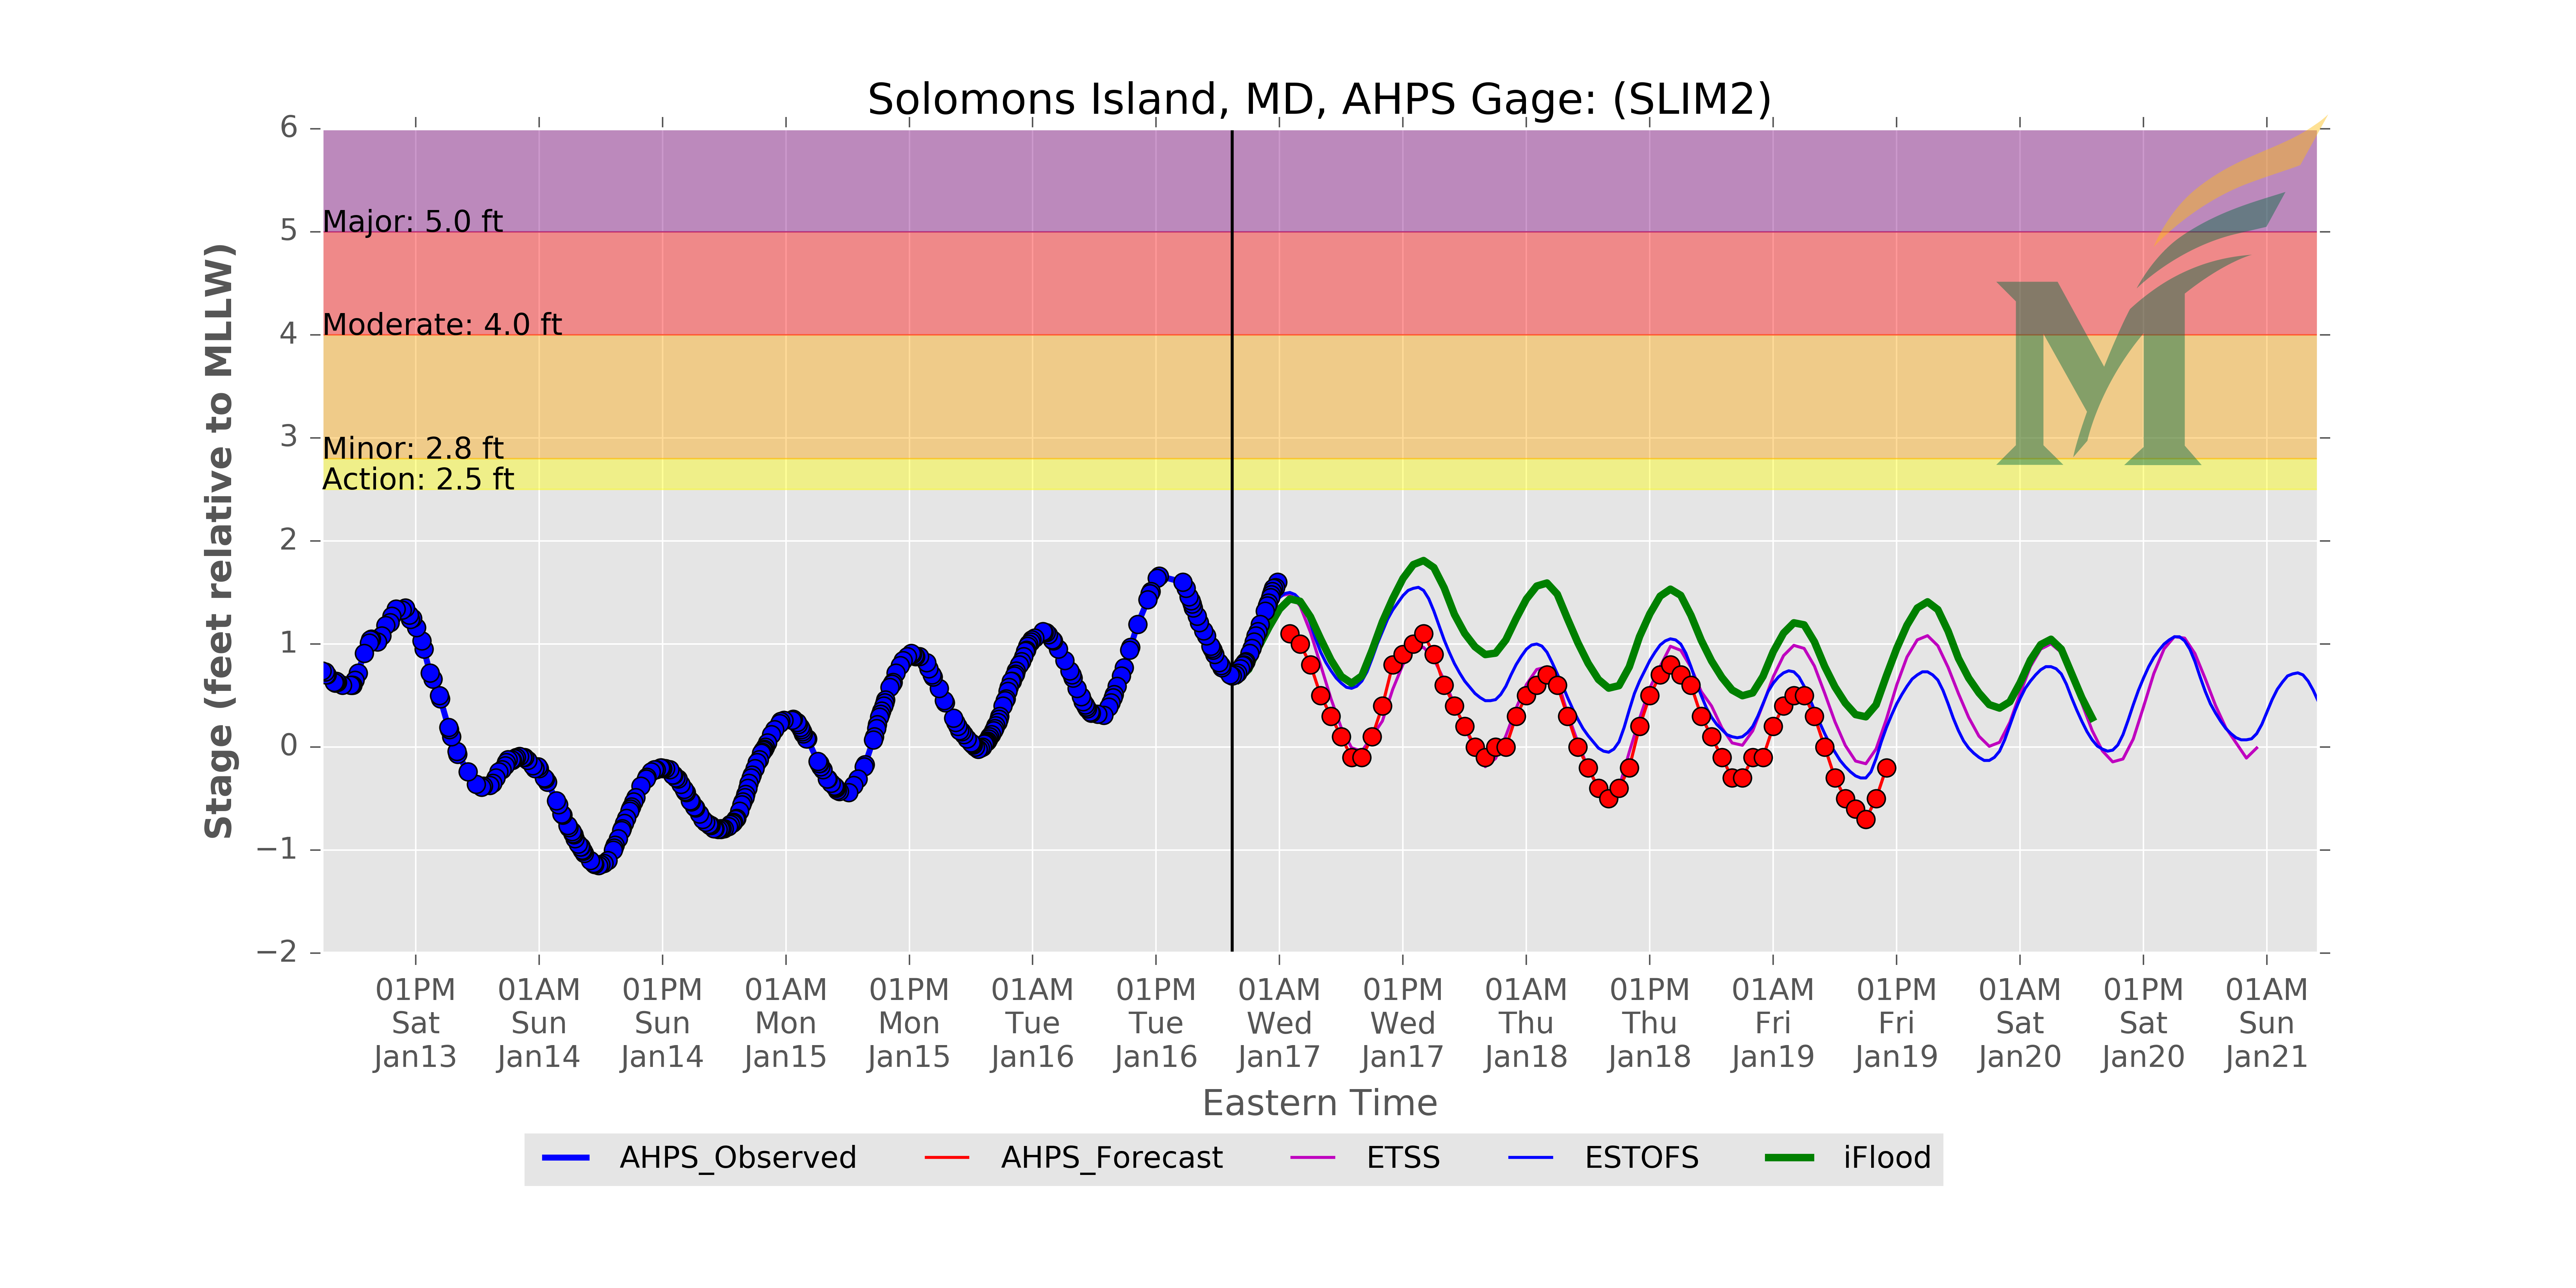 Solomons Island, MD, AHPS Gage: (SLIM2)
Stage (feet relative to MLLW)
6
5
4
3
2
1
0
−1
−2
Major: 5.0 ft
Moderate: 4.0 ft
Minor: 2.8 ft
Action: 2.5 ft
M
01PM Sat Jan13
01AM Sun Jan14
01PM Sun Jan14
01AM Mon Jan15
01PM Mon Jan15
01AM Tue Jan16
01PM Tue Jan16
01AM Wed Jan17
01PM Wed Jan17
01AM Thu Jan18
01PM Thu Jan18
01AM Fri Jan19
01PM Fri Jan19
01AM Sat Jan20
01PM Sat Jan20
01AM Sun Jan21
Eastern Time
AHPS_Observed AHPS_Forecast ETSS ESTOFS iFlood